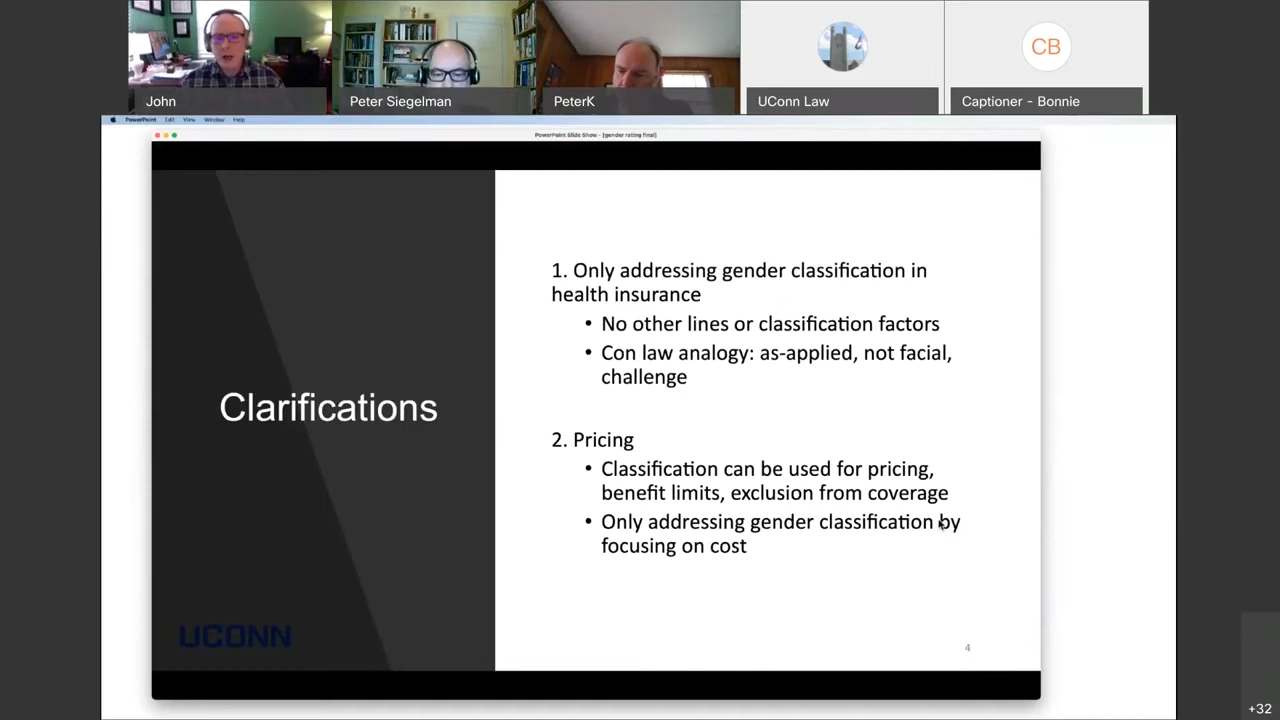 John
Peter Siegelman
PeterK
UConn Law
CB
Captioner - Bonnie
PowerPoint Edit View Window Help
PowerPoint Slide Show - [gender rating final]
Clarifications
1. Only addressing gender classification in
health insurance
• No other lines or classification factors
• Con law analogy: as-applied, not facial,
challenge
2. Pricing
• Classification can be used for pricing,
benefit limits, exclusion from coverage
• Only addressing gender classification by
focusing on cost
UCONN
4
+32